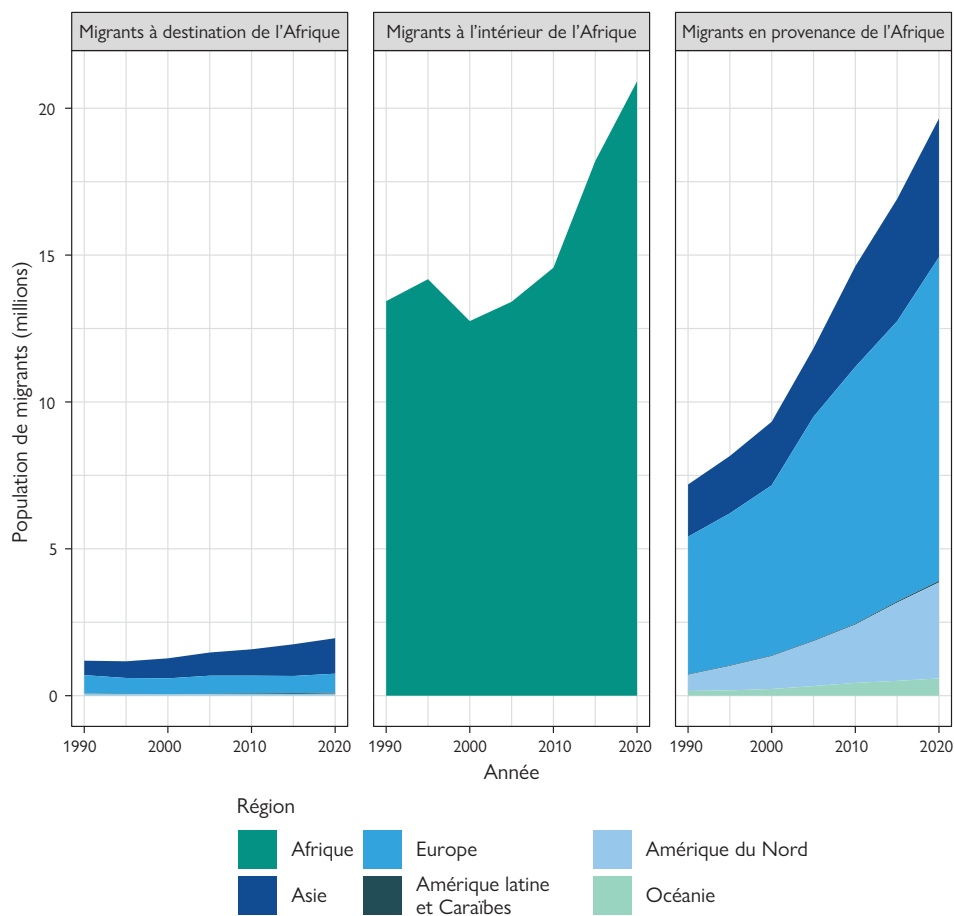 Migrants à destination de l’Afrique
Migrants à l’intérieur de l’Afrique
Migrants en provenance de l’Afrique
Population de migrants (millions)
20
15
10
5
0
1990 2000 2010 2020
1990 2000 2010 2020
1990 2000 2010 2020
Année
Région
Afrique
Europe
Amérique du Nord
Asie
Amérique latine
et Caraïbes
Océanie